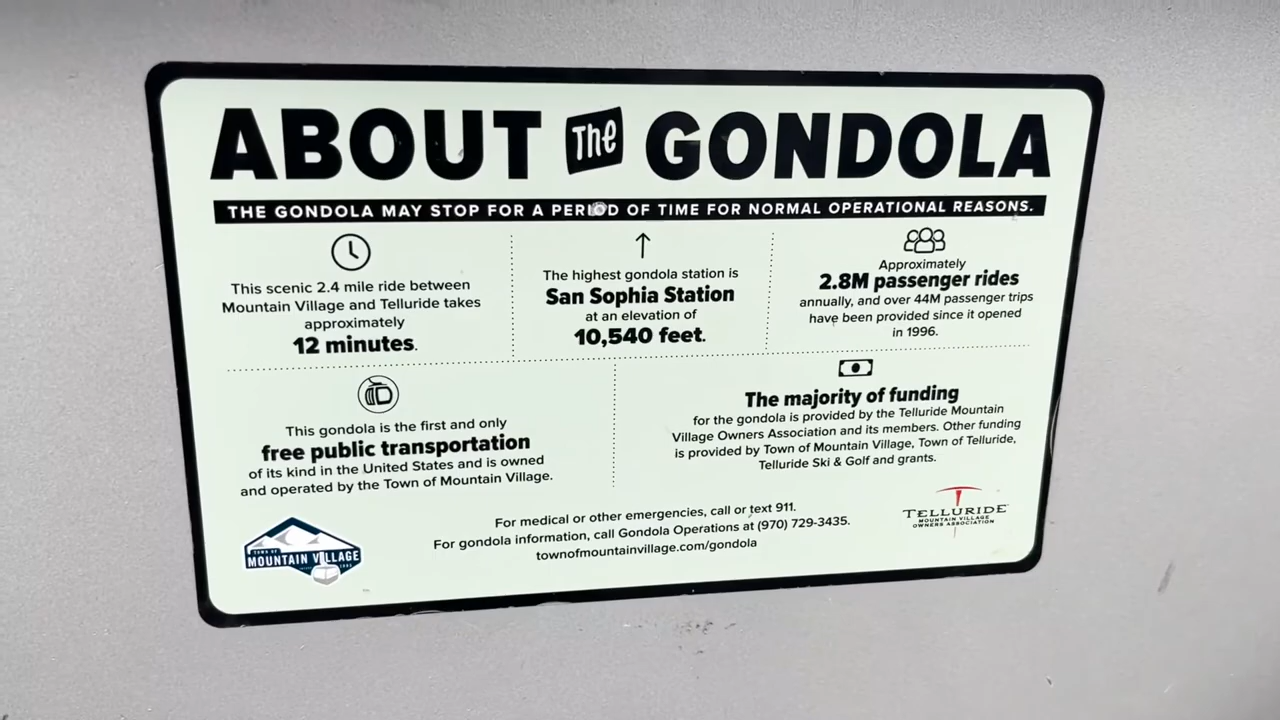 ABOUT The GONDOLA
THE GONDOLA MAY STOP FOR A PERIOD OF TIME FOR NORMAL OPERATIONAL REASONS.
This scenic 2.4 mile ride between
Mountain Village and Telluride takes
approximately
12 minutes.
The highest gondola station is
San Sophia Station
at an elevation of
10,540 feet.
Approximately
2.8M passenger rides
annually, and over 44M passenger trips
have been provided since it opened
in 1996.
This gondola is the first and only
free public transportation
of its kind in the United States and is owned
and operated by the Town of Mountain Village.
The majority of funding
for the gondola is provided by the Telluride Mountain
Village Owners Association and its members. Other funding
is provided by Town of Mountain Village, Town of Telluride,
Telluride Ski & Golf and grants.
For medical or other emergencies, call or text 911.
For gondola information, call Gondola Operations at (970) 729-3435.
townofmountainvillage.com/gondola
TOWN OF
MOUNTAIN VILLAGE
TELLURIDE
MOUNTAIN VILLAGE
OWNERS ASSOCIATION